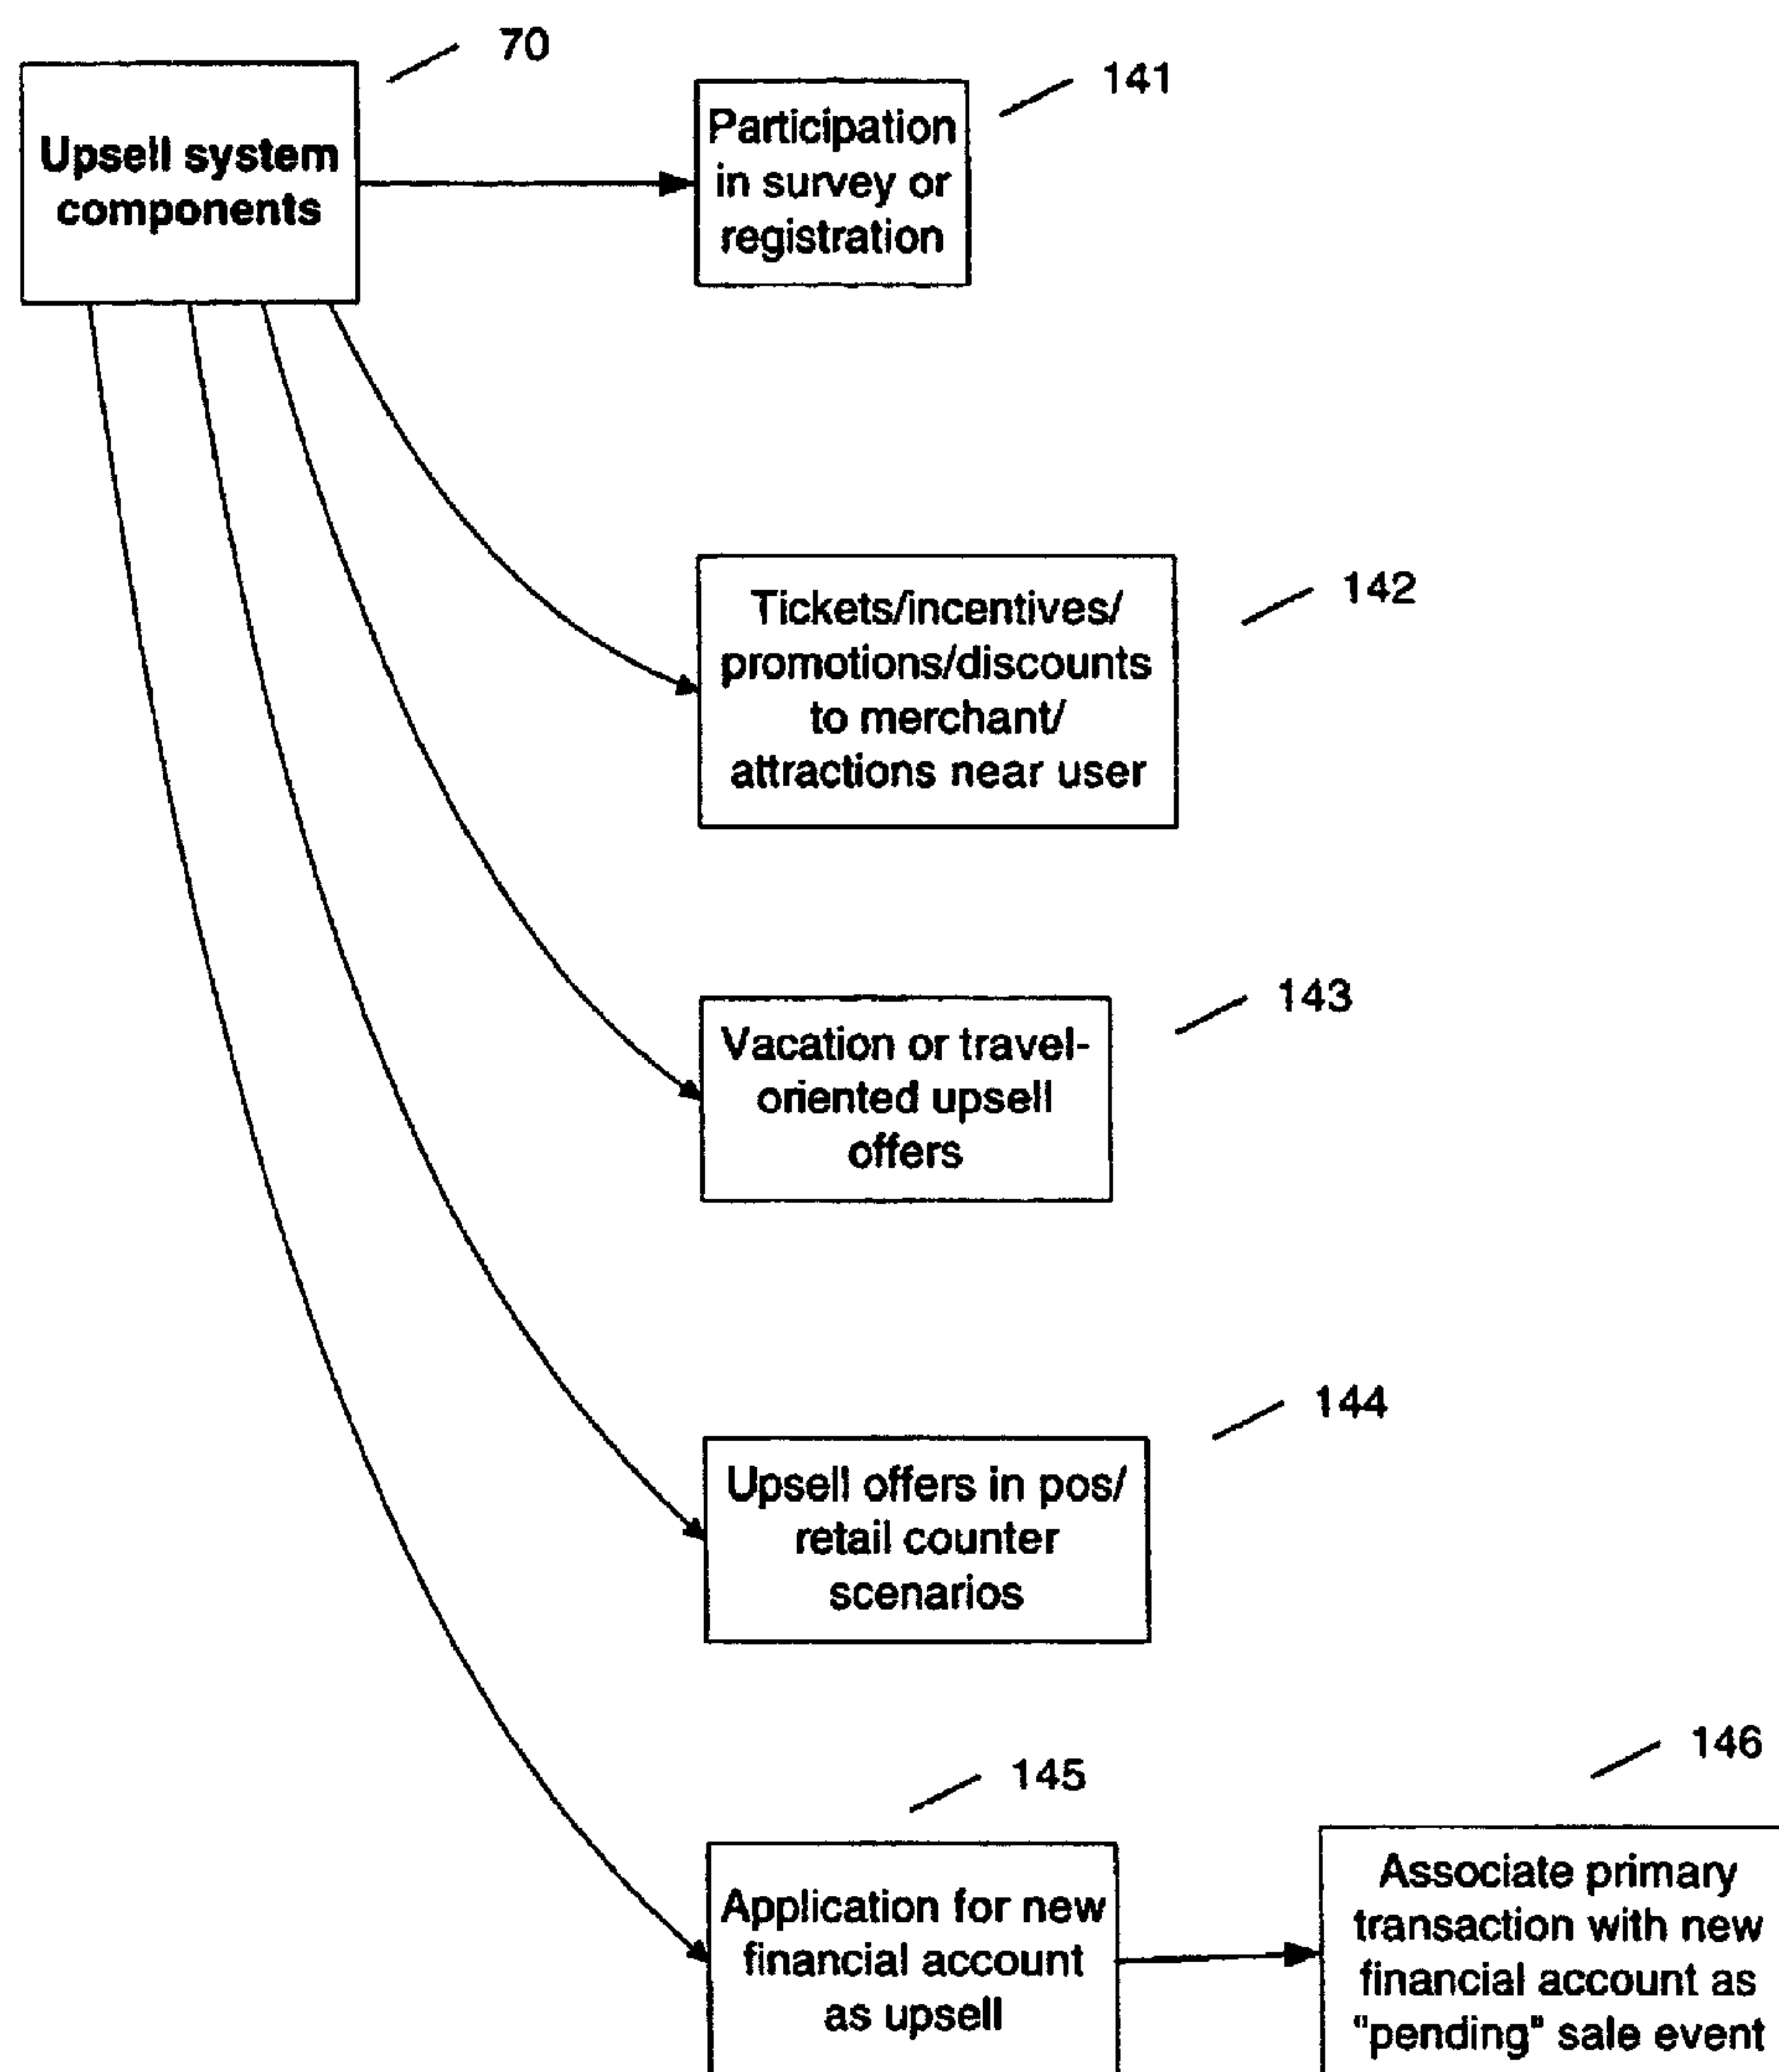 70
Upsell system
components
141
Participation
in survey or
registration
142
Tickets/incentives/
promotions/discounts
to merchant/
attractions near user
143
Vacation or travel-
oriented upsell
offers
144
Upsell offers in pos/
retail counter
scenarios
145
Application for new
financial account
as upsell
146
Associate primary
transaction with new
financial account as
"pending" sale event